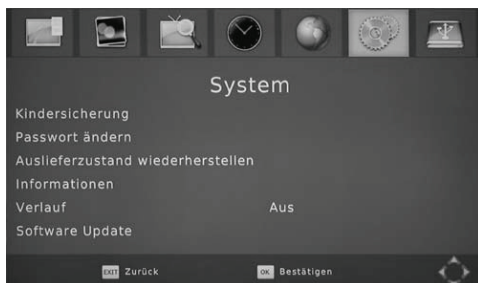 System
Kindersicherung
Passwort ändern
Auslieferzustand wiederherstellen
Informationen
Verlauf Aus
Software Update
EXIT Zurück OK Bestätigen